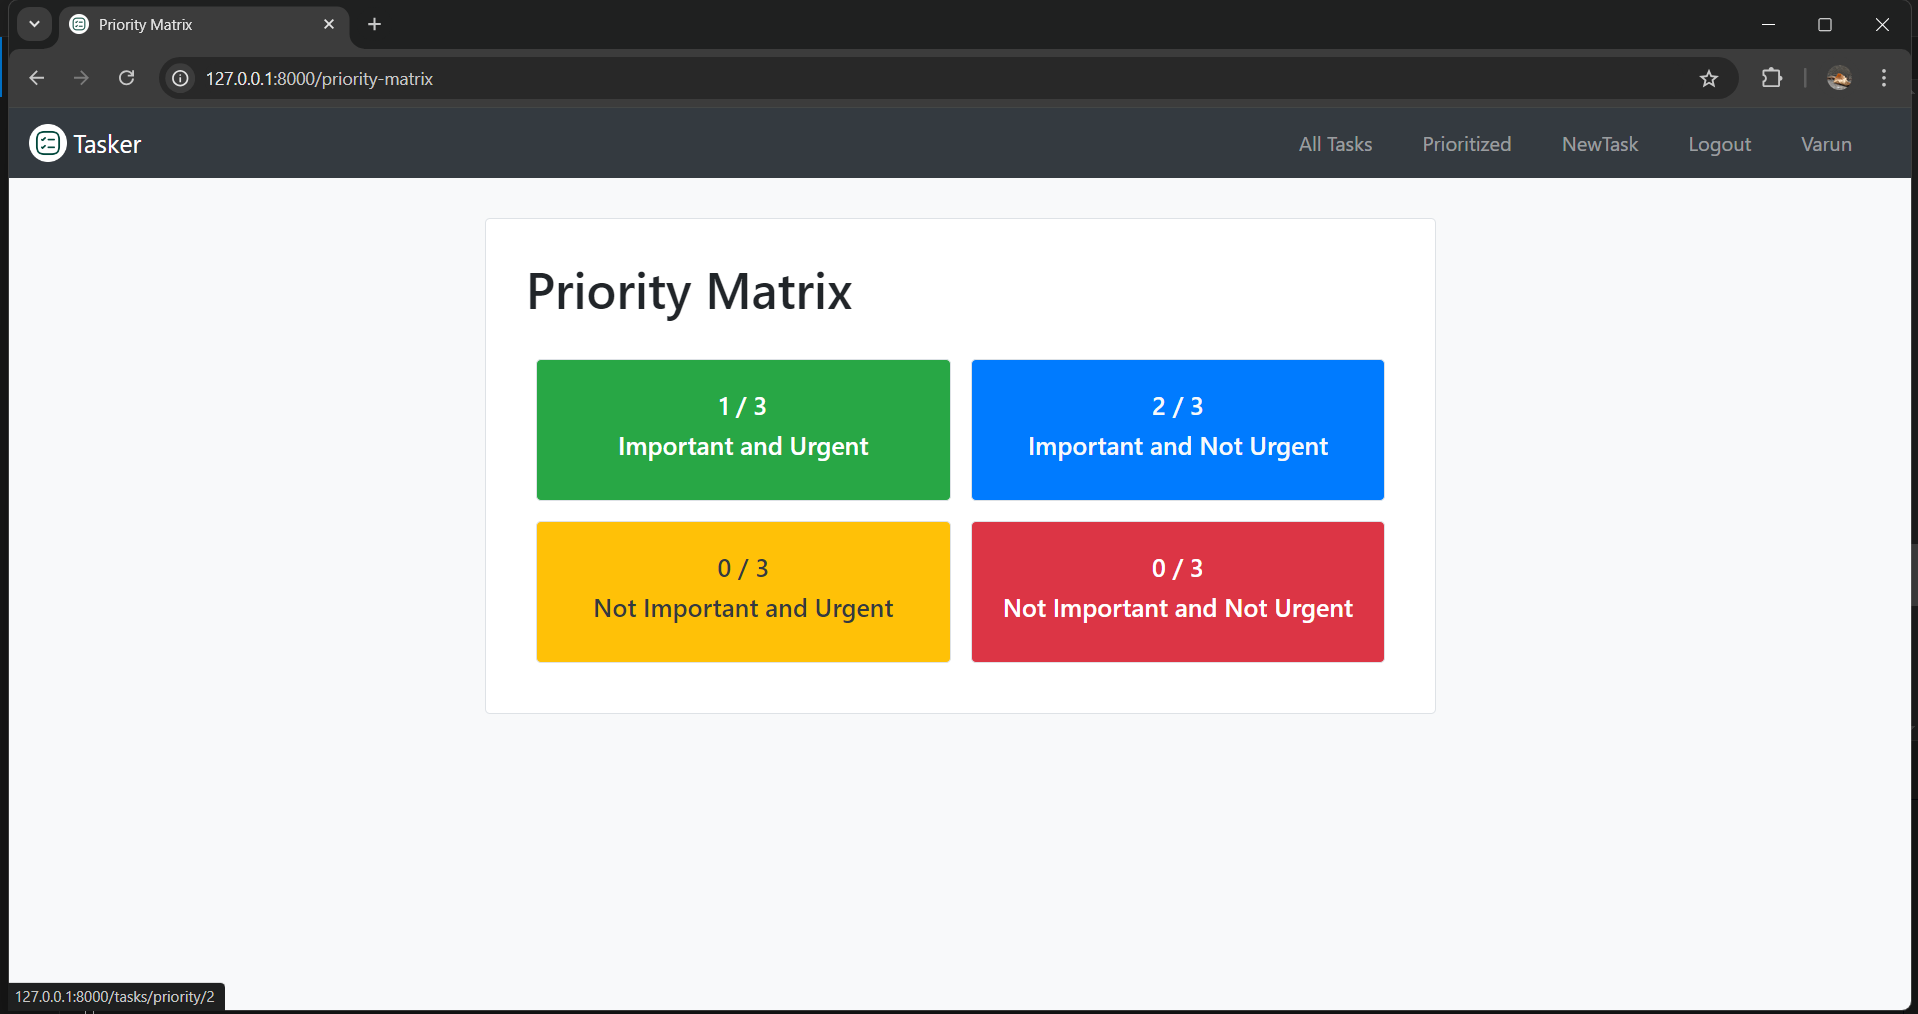 Priority Matrix
127.0.0.1:8000/priority-matrix
Tasker
All Tasks Prioritized NewTask Logout Varun
Priority Matrix
1 / 3
Important and Urgent
2 / 3
Important and Not Urgent
0 / 3
Not Important and Urgent
0 / 3
Not Important and Not Urgent
127.0.0.1:8000/tasks/priority/2